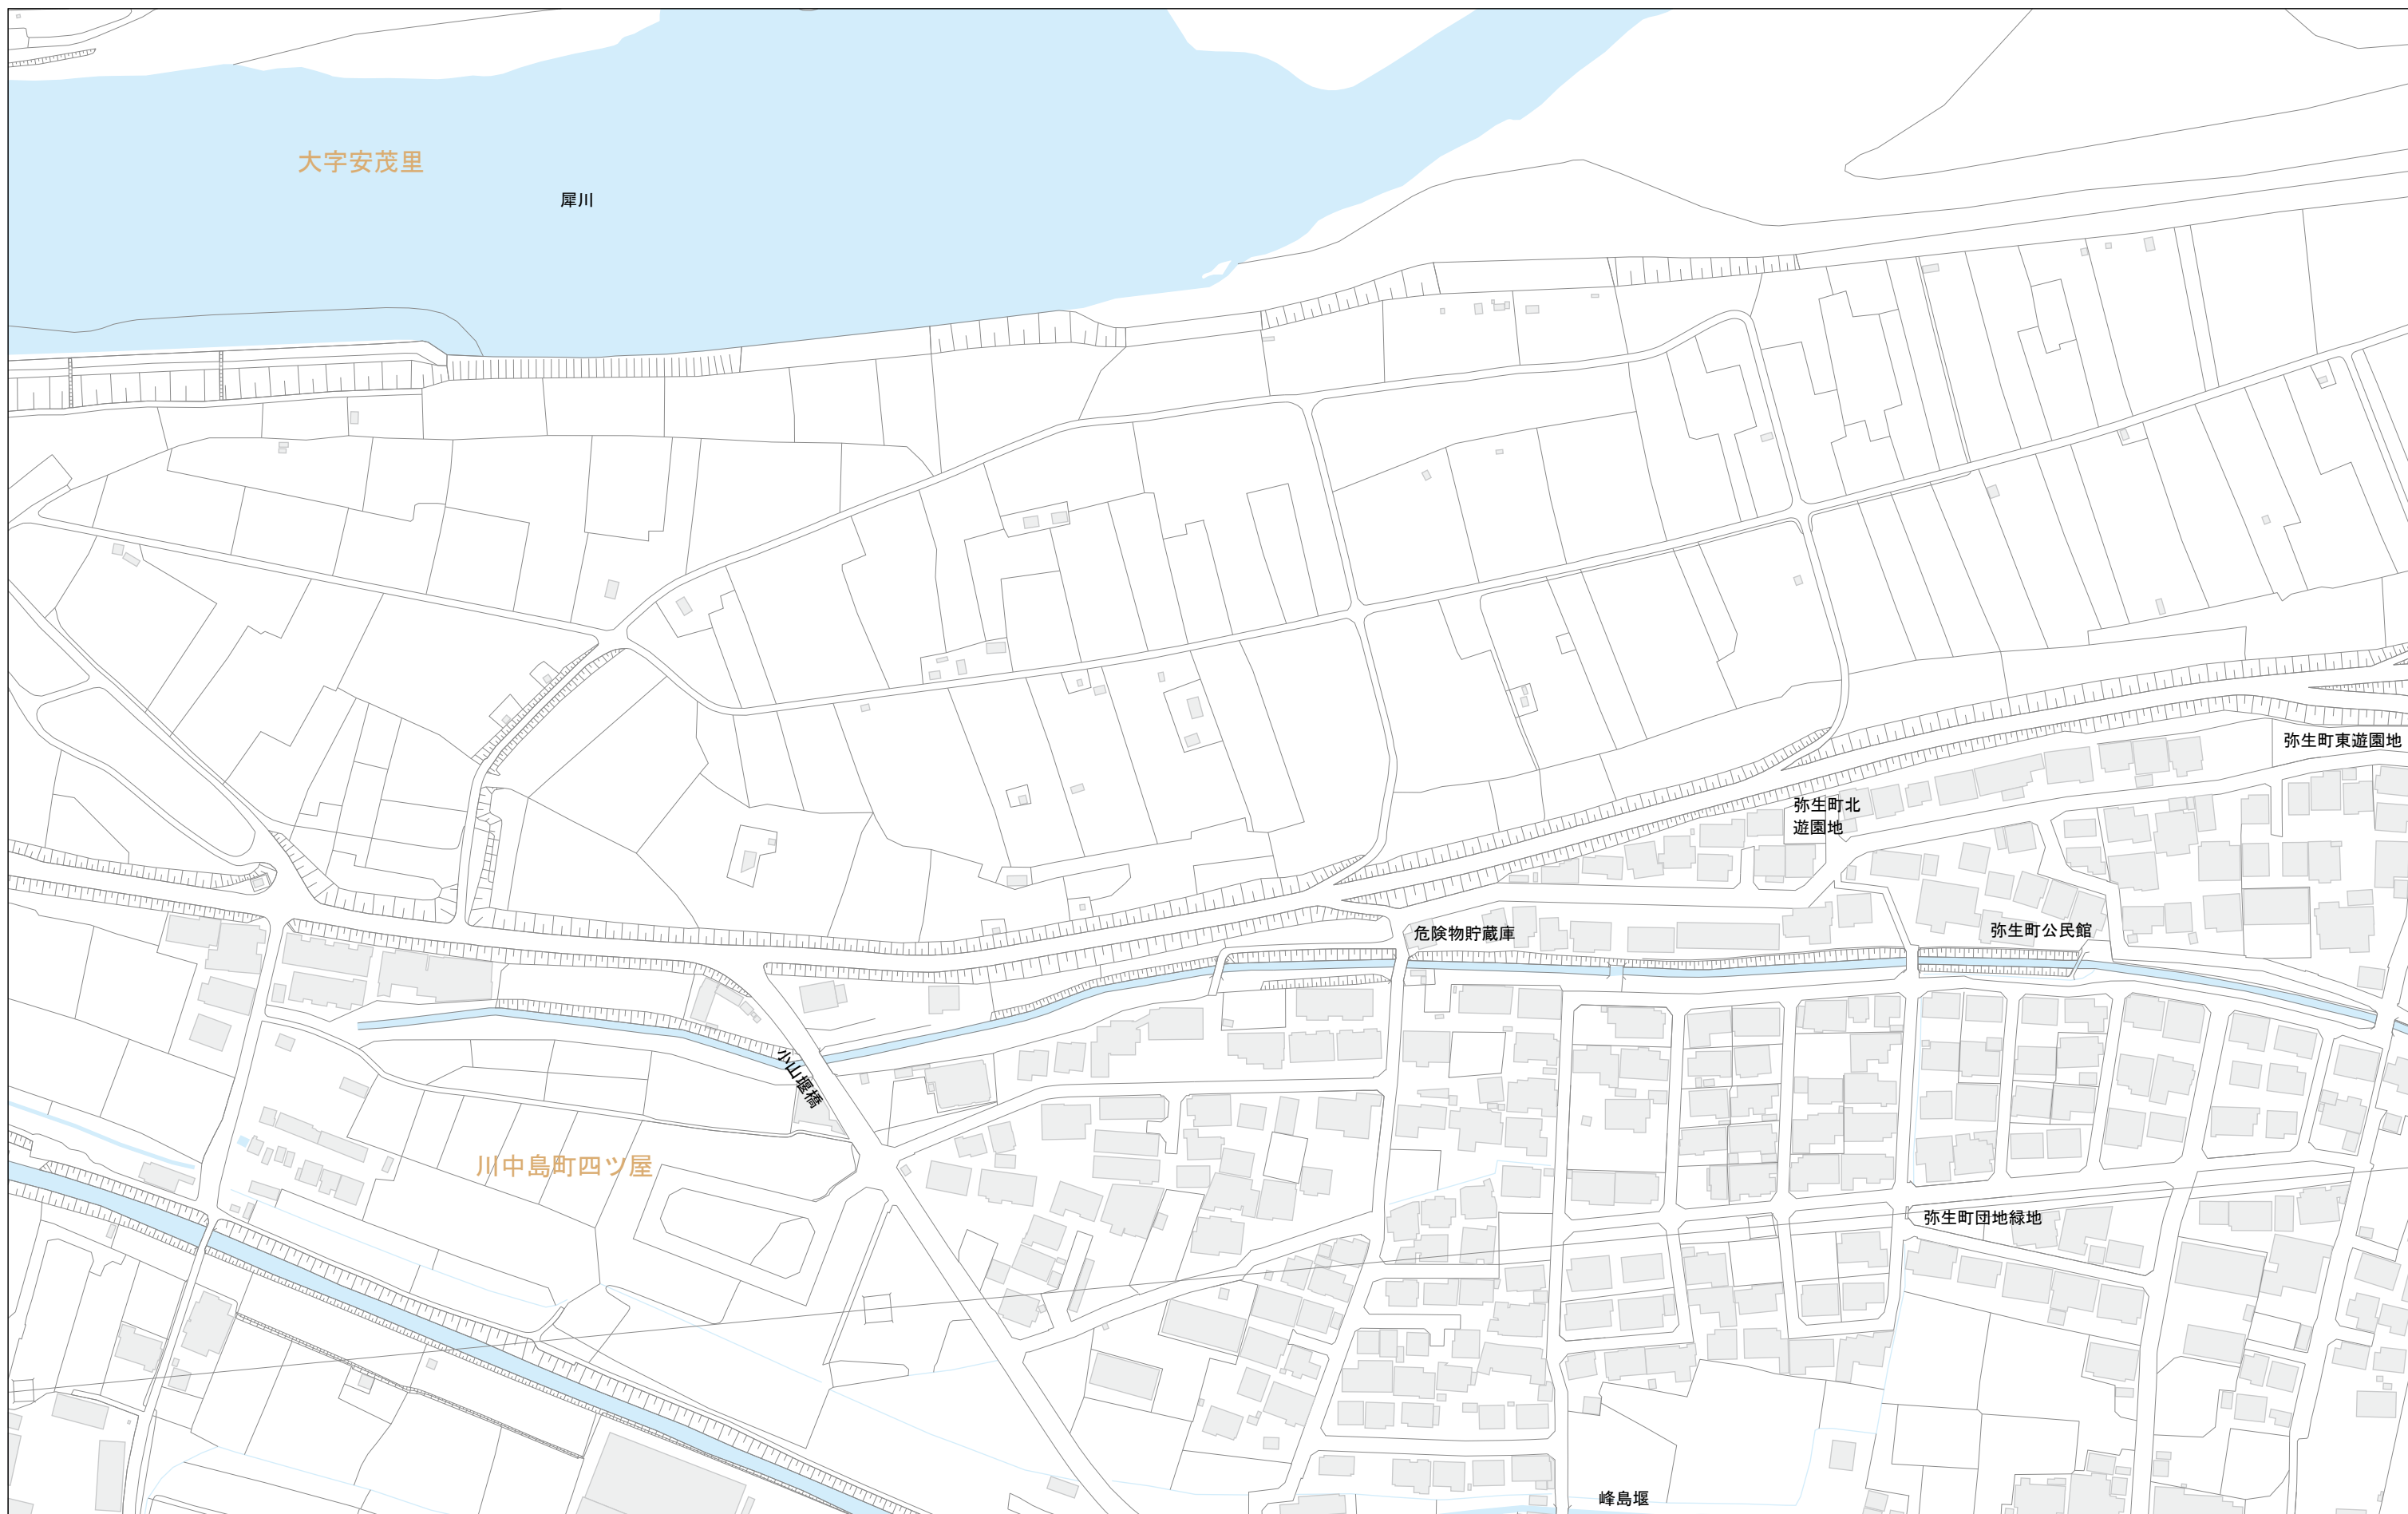 大字安茂里
犀川
弥生町東遊園地
弥生町北
遊園地
危険物貯蔵庫
弥生町公民館
小山堰橋
川中島町四ツ屋
弥生町団地緑地
峰島堰